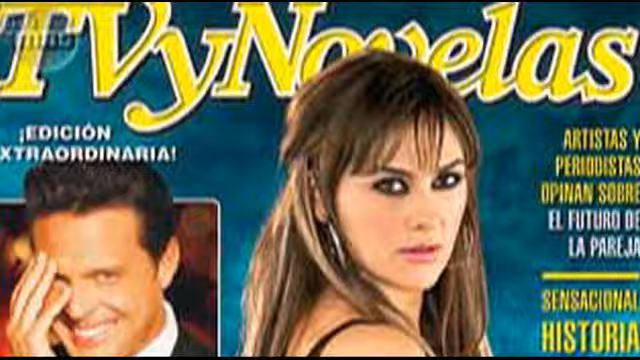 TVyNovelas
¡EDICIÓN
EXTRAORDINARIA!
ARTISTAS Y
PERIODISTAS
OPINAN SOBRE
EL FUTURO DE
LA PAREJA
SENSACIONAL
HISTORIA